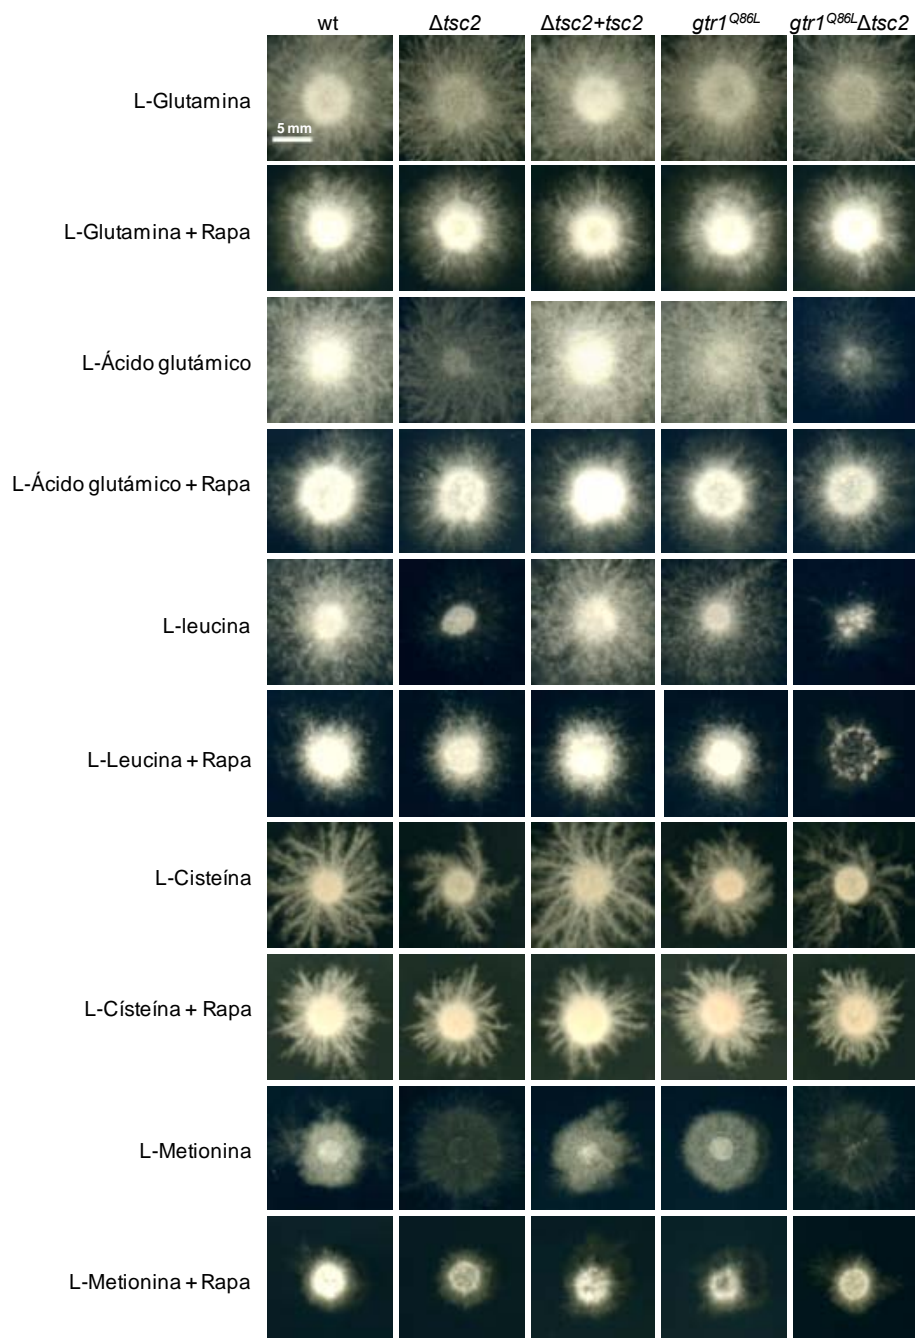 wt Δtsc2 Δtsc2+tsc2 gtr1Q86L gtr1Q86LΔtsc2
L-Glutamina
5 mm
L-Glutamina + Rapa
L-Ácido glutámico
L-Ácido glutámico + Rapa
L-leucina
L-Leucina + Rapa
L-Cisteína
L-Císteína + Rapa
L-Metionina
L-Metionina + Rapa